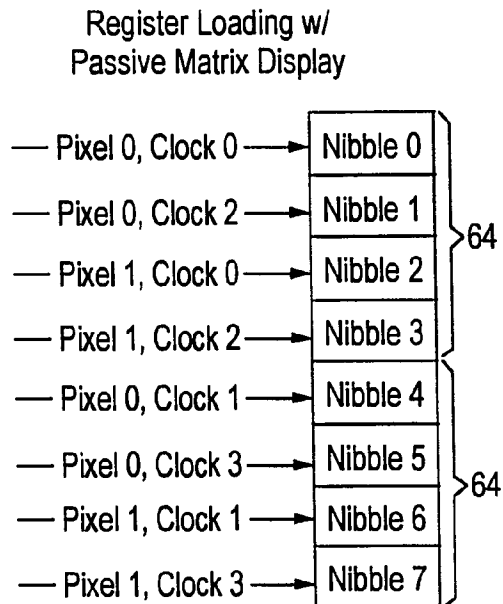 Register Loading w/
Passive Matrix Display
Pixel 0, Clock 0 Nibble 0
Pixel 0, Clock 2 Nibble 1
64
Pixel 1, Clock 0 Nibble 2
Pixel 1, Clock 2 Nibble 3
Pixel 0, Clock 1 Nibble 4
Pixel 0, Clock 3 Nibble 5
64
Pixel 1, Clock 1 Nibble 6
Pixel 1, Clock 3 Nibble 7